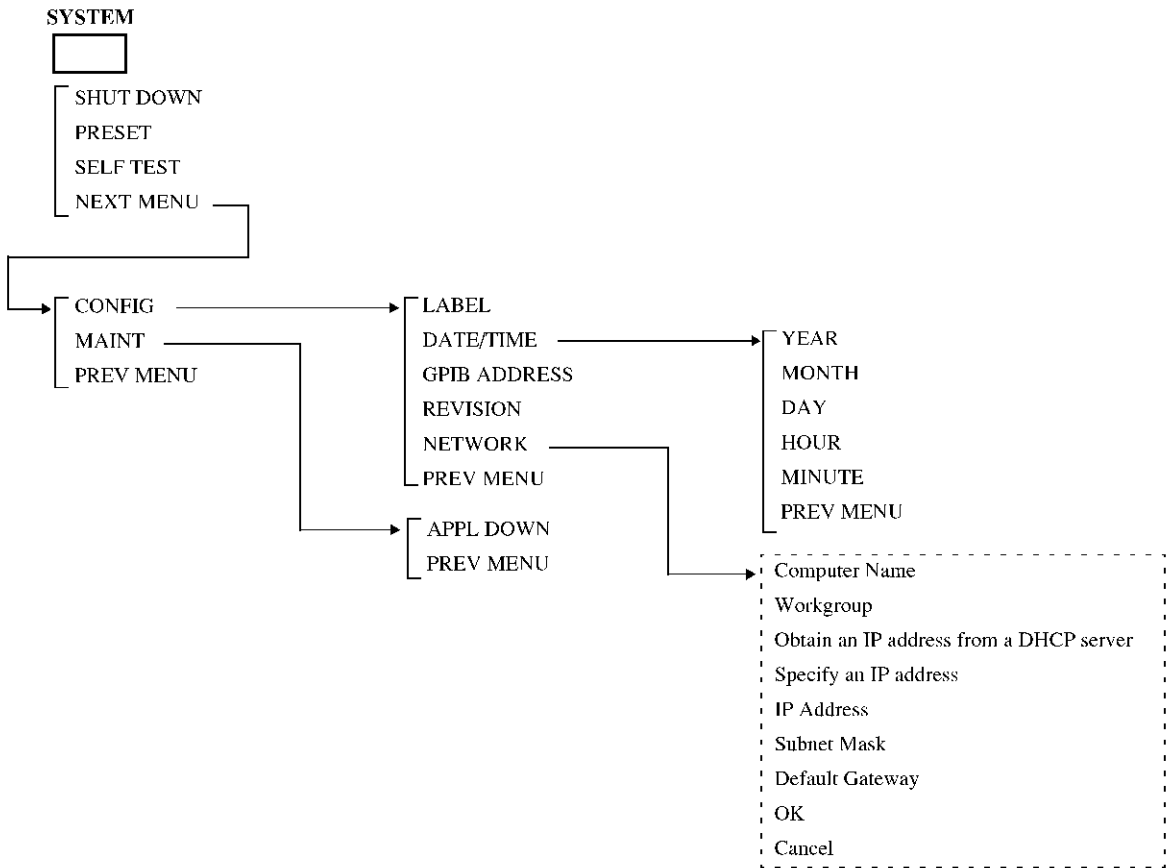 SYSTEM
SHUT DOWN
PRESET
SELF TEST
NEXT MENU
CONFIG
MAINT
PREV MENU
LABEL
DATE/TIME
GPIB ADDRESS
REVISION
NETWORK
PREV MENU
YEAR
MONTH
DAY
HOUR
MINUTE
PREV MENU
APPL DOWN
PREV MENU
Computer Name
Workgroup
Obtain an IP address from a DHCP server
Specify an IP address
IP Address
Subnet Mask
Default Gateway
OK
Cancel